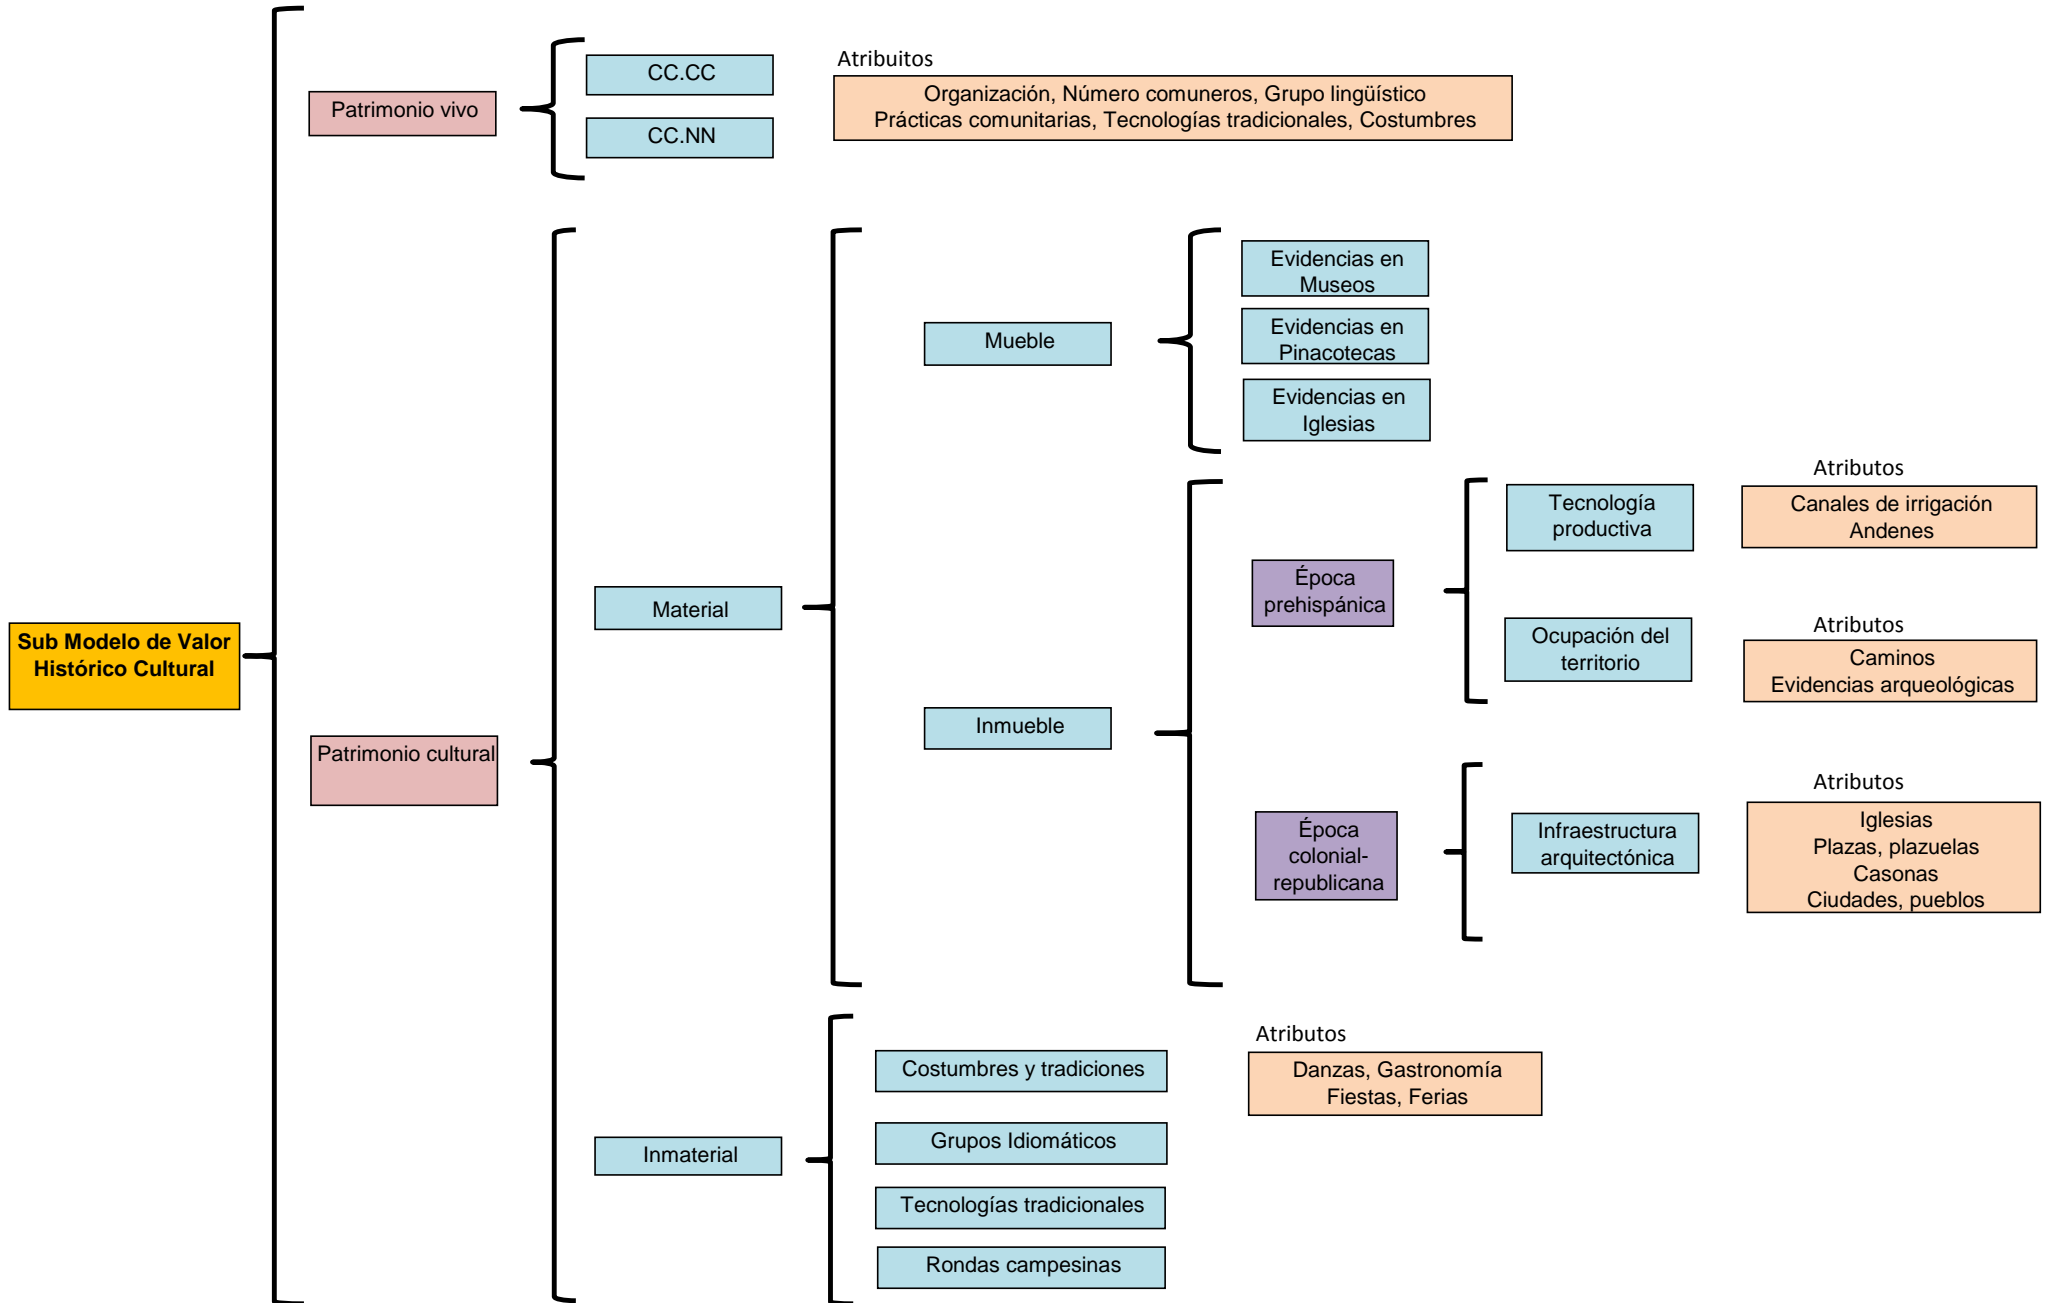 Sub Modelo de Valor
Histórico Cultural
Patrimonio vivo
CC.CC
CC.NN
Atribuitos
Organización, Número comuneros, Grupo lingüístico
Prácticas comunitarias, Tecnologías tradicionales, Costumbres
Patrimonio cultural
Material
Mueble
Evidencias en
Museos
Evidencias en
Pinacotecas
Evidencias en
Iglesias
Inmueble
Época
prehispánica
Tecnología
productiva
Atributos
Canales de irrigación
Andenes
Ocupación del
territorio
Atributos
Caminos
Evidencias arqueológicas
Época
colonial-
republicana
Infraestructura
arquitectónica
Atributos
Iglesias
Plazas, plazuelas
Casonas
Ciudades, pueblos
Inmaterial
Costumbres y tradiciones
Atributos
Danzas, Gastronomía
Fiestas, Ferias
Grupos Idiomáticos
Tecnologías tradicionales
Rondas campesinas